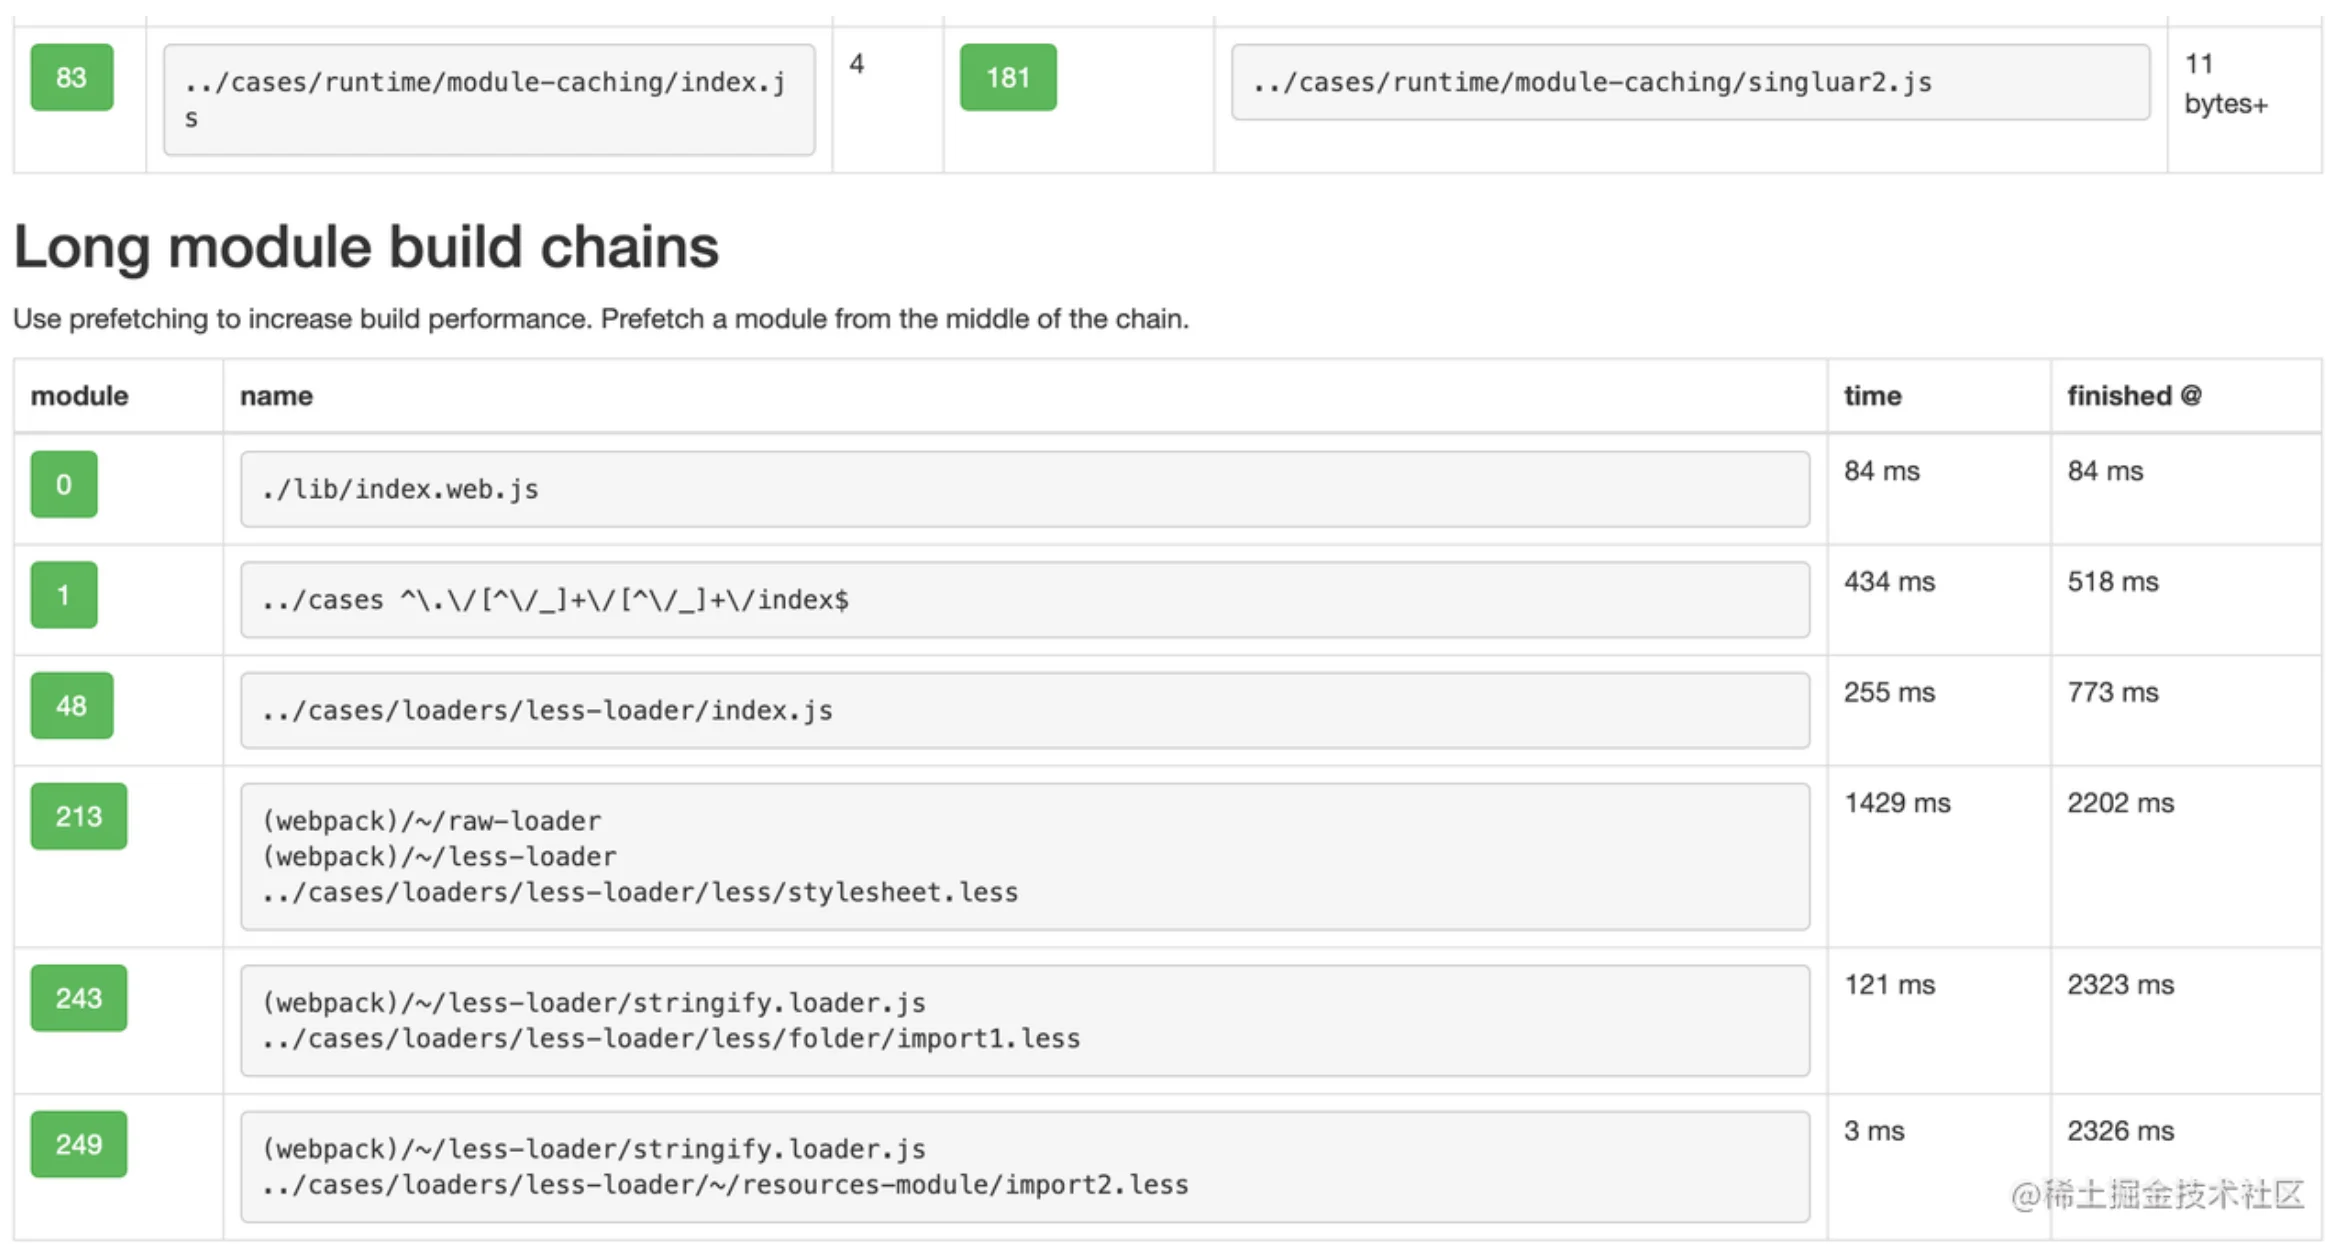 83 ../cases/runtime/module-caching/index.j 4 181 ../cases/runtime/module-caching/singluar2.js 11
s bytes+
Long module build chains
Use prefetching to increase build performance. Prefetch a module from the middle of the chain.
module name time finished @
0 ./lib/index.web.js 84 ms 84 ms
1 ../cases ^\.\/[^\/_]+\/[^\/_]+\/index$ 434 ms 518 ms
48 ../cases/loaders/less-loader/index.js 255 ms 773 ms
213 (webpack)/~/raw-loader 1429 ms 2202 ms
(webpack)/~/less-loader
../cases/loaders/less-loader/less/stylesheet.less
243 (webpack)/~/less-loader/stringify.loader.js 121 ms 2323 ms
../cases/loaders/less-loader/less/folder/import1.less
249 (webpack)/~/less-loader/stringify.loader.js 3 ms 2326 ms
../cases/loaders/less-loader/~/resources-module/import2.less
@稀土掘金技术社区